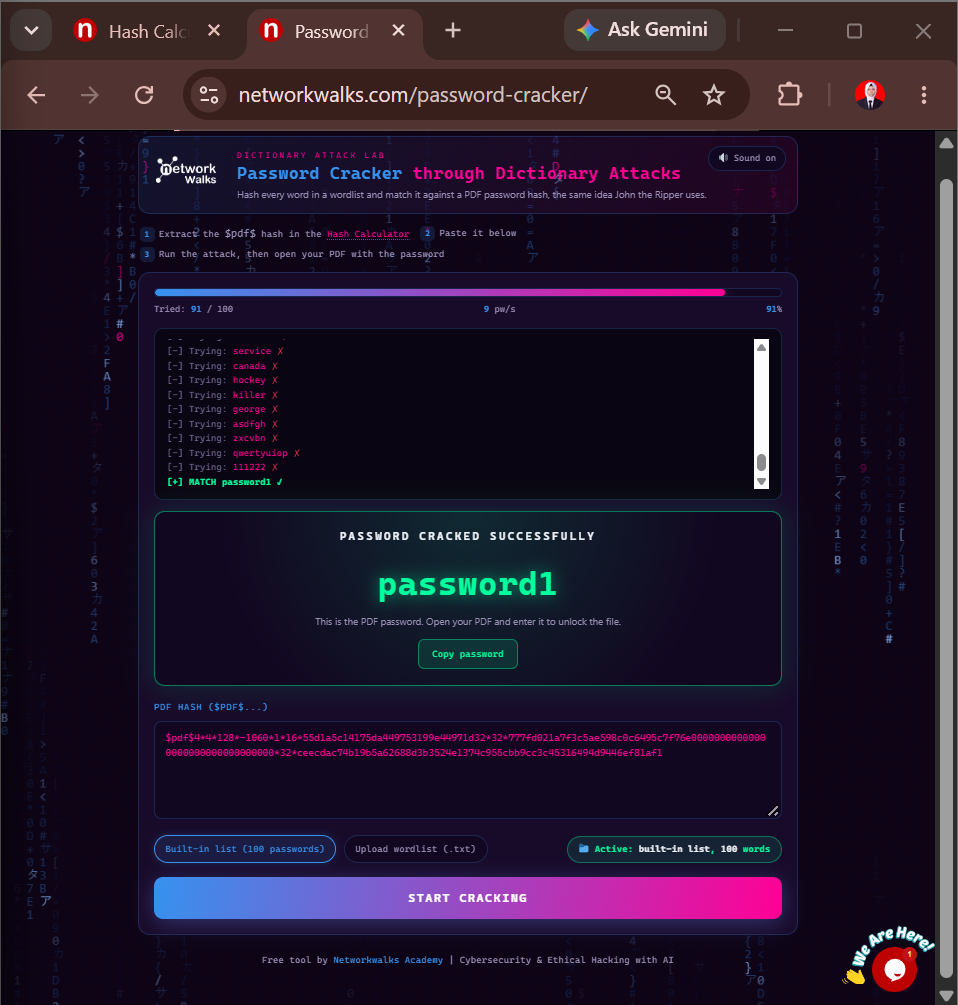 Hash Calc
Password
Ask Gemini
networkwalks.com/password-cracker/
network Walks
DICTIONARY ATTACK LAB
Password Cracker through Dictionary Attacks
Hash every word in a wordlist and match it against a PDF password hash, the same idea John the Ripper uses.
Sound on
1 Extract the $pdf$ hash in the Hash Calculator 2 Paste it below
3 Run the attack, then open your PDF with the password
Tried: 91 / 100 9 pw/s 91%
[-] Trying: service ✗
[-] Trying: canada ✗
[-] Trying: hockey ✗
[-] Trying: killer ✗
[-] Trying: george ✗
[-] Trying: asdfgh ✗
[-] Trying: zxcvbn ✗
[-] Trying: qwertyuiop ✗
[-] Trying: 111222 ✗
[+] MATCH password1 ✓
PASSWORD CRACKED SUCCESSFULLY
password1
This is the PDF password. Open your PDF and enter it to unlock the file.
Copy password
PDF HASH ($PDF$...)
$pdf$4*4*128*-1060*1*16*55d1a5c14175da449753199e44971d32*32*777fd021a7f3c5ae598c0c6495c7f76e0000000000000
0000000000000000000*32*ceecdac74b19b5a62688d3b3524e1374c955cbb9cc3c45316494d9446ef81af1
Built-in list (100 passwords)
Upload wordlist (.txt)
Active: built-in list, 100 words
START CRACKING
Free tool by Networkwalks Academy | Cybersecurity & Ethical Hacking with AI
We Are Here!
1